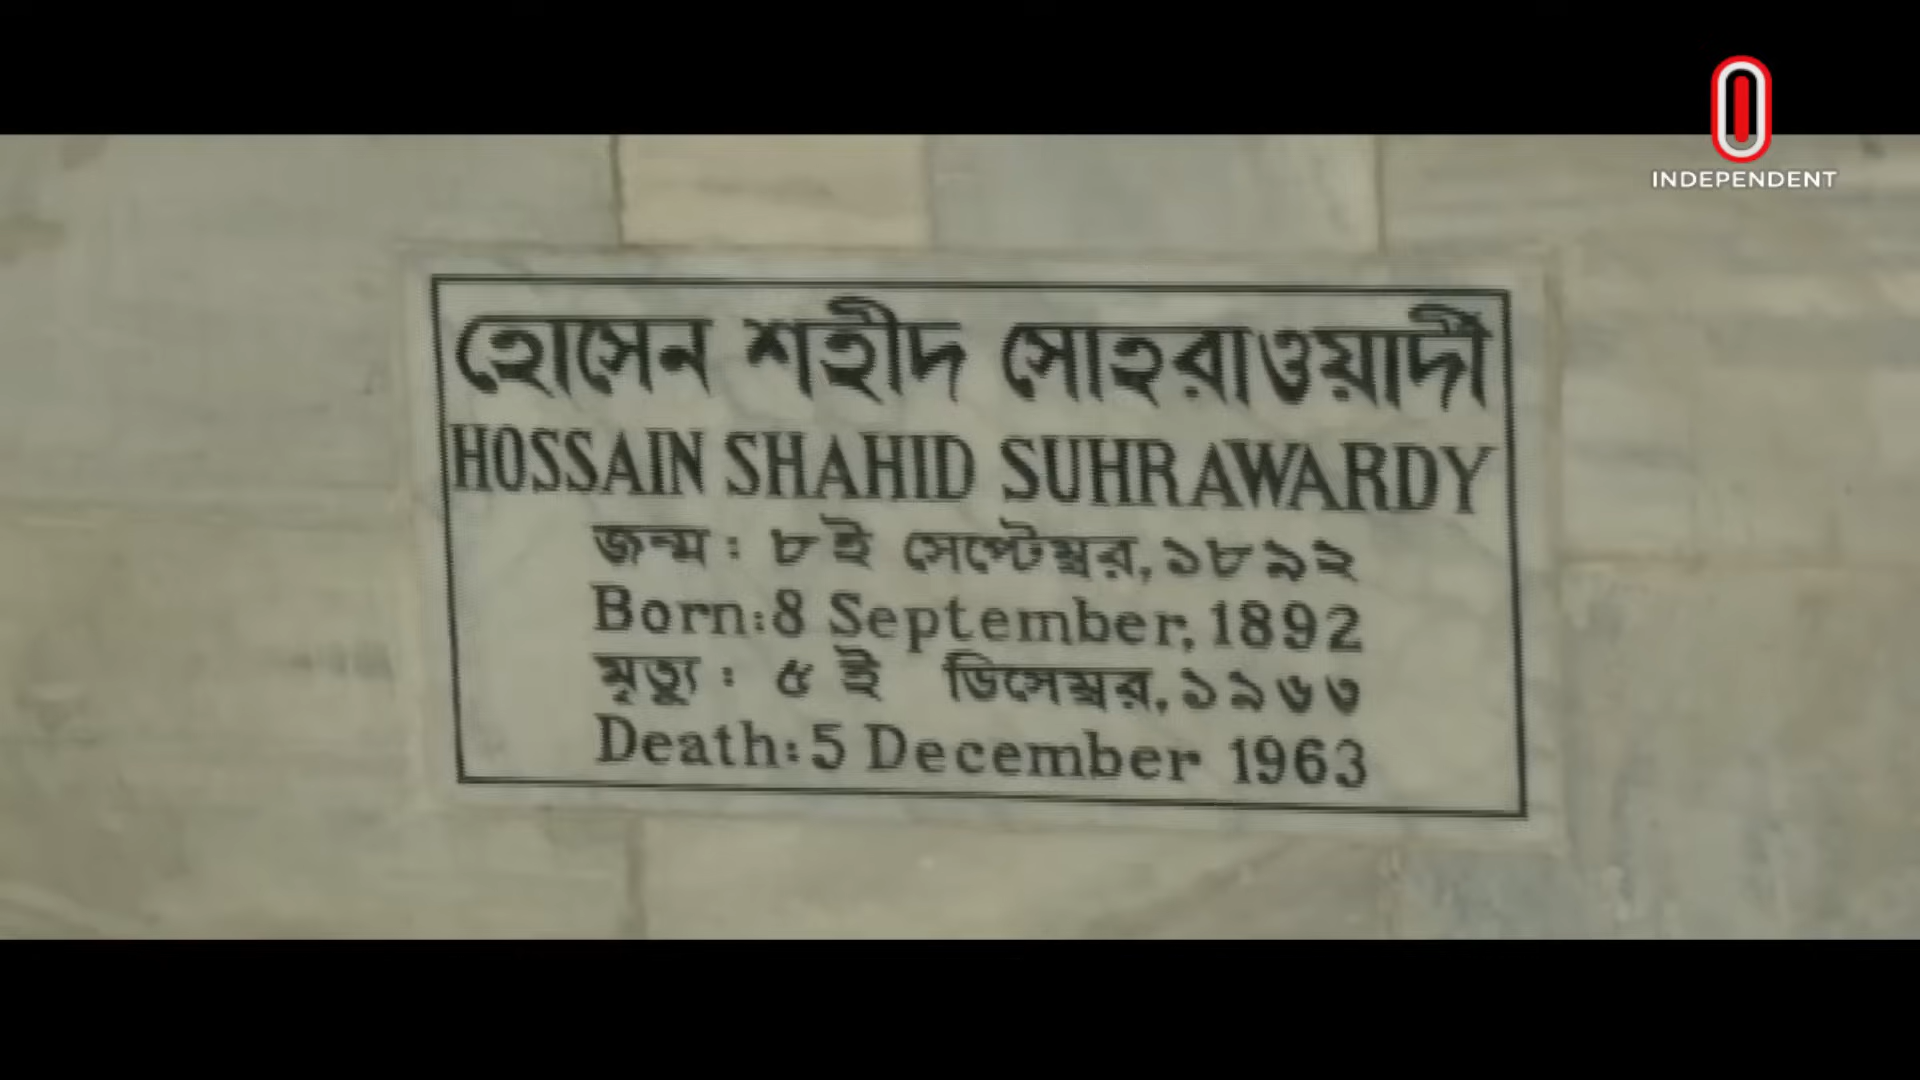 INDEPENDENT
হোসেন শহীদ সোহরাওয়ার্দী
HOSSAIN SHAHID SUHRAWARDY
জন্ম : ৮ই সেপ্টেম্বর, ১৮৯২
Born: 8 September, 1892
মৃত্যু : ৫ ই ডিসেম্বর, ১৯৬৩
Death: 5 December 1963